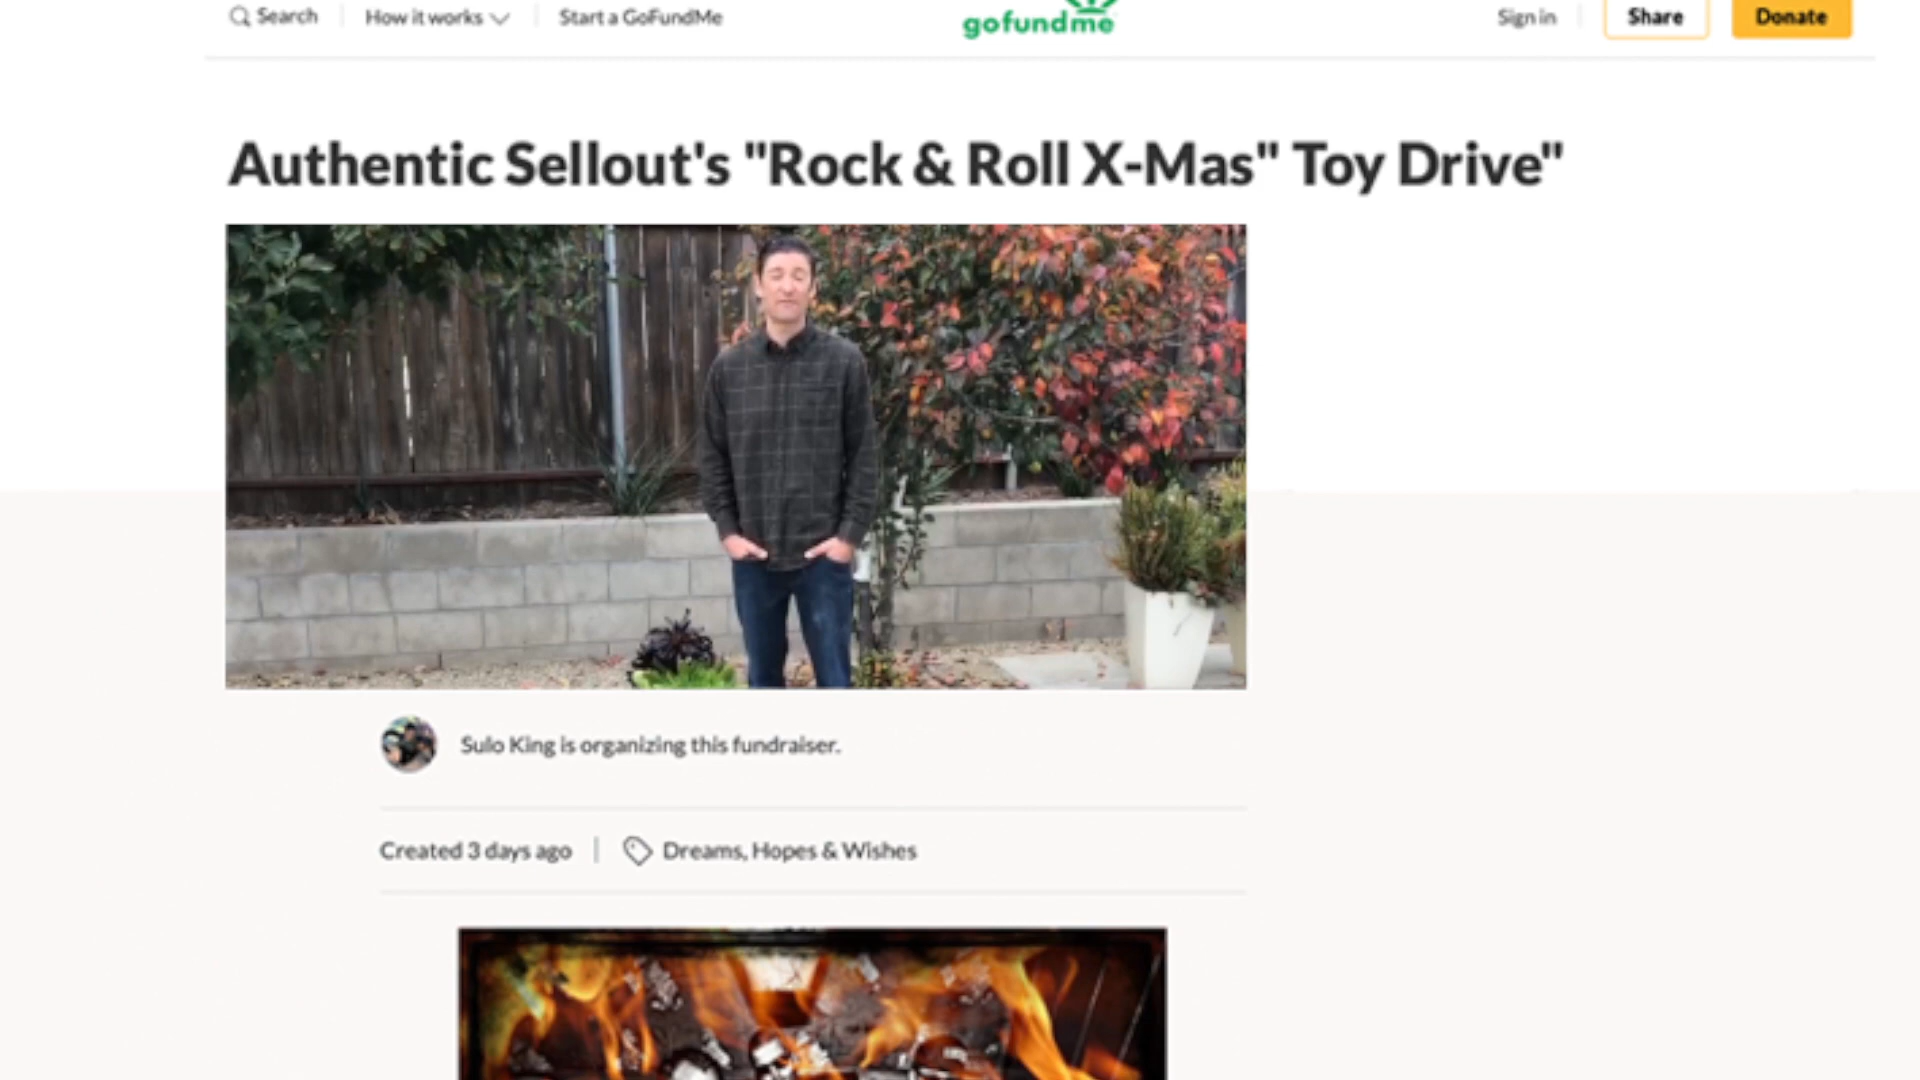 Search
How it works
Start a GoFundMe
gofundme
Sign in
Share
Donate
Authentic Sellout's "Rock & Roll X-Mas" Toy Drive"
Sulo King is organizing this fundraiser.
Created 3 days ago
Dreams, Hopes & Wishes